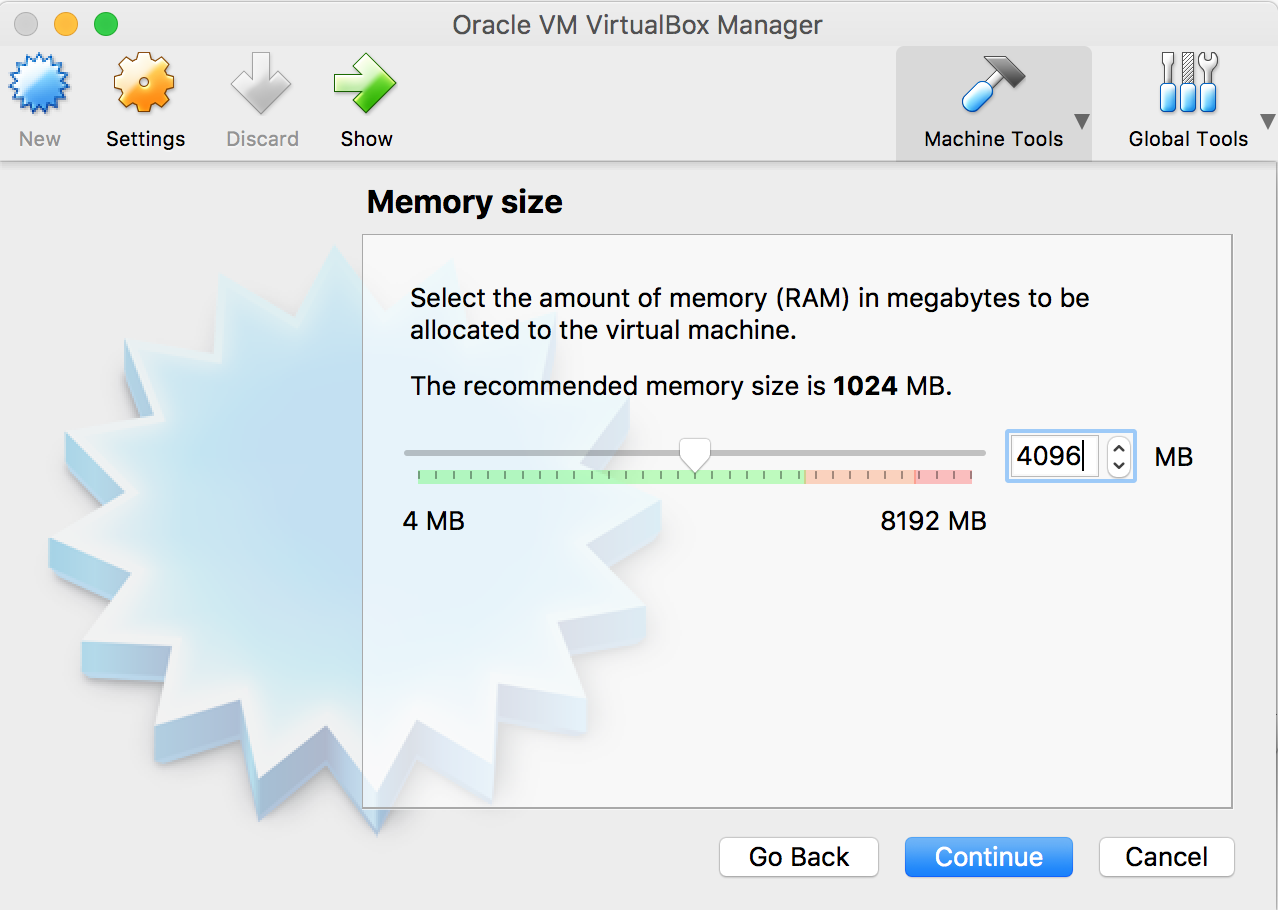 Oracle VM VirtualBox Manager
New
Settings
Discard
Show
Machine Tools
Global Tools
Memory size
Select the amount of memory (RAM) in megabytes to be
allocated to the virtual machine.
The recommended memory size is 1024 MB.
4096 MB
4 MB
8192 MB
Go Back
Continue
Cancel